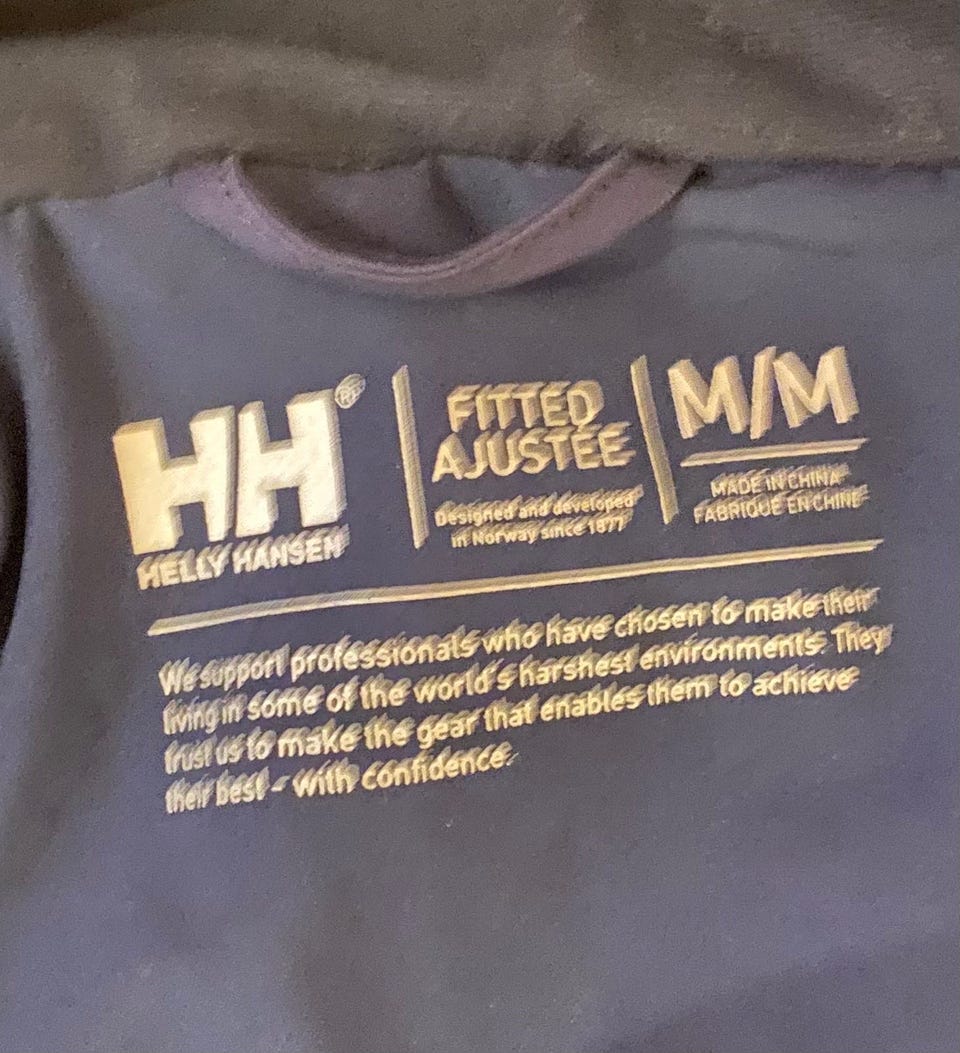 HH®
HELLY HANSEN
FITTED
AJUSTÉE
Designed and developed
in Norway since 1877
M/M
MADE IN CHINA
FABRIQUÉ EN CHINE
We support professionals who have chosen to make their
living in some of the world's harshest environments. They
trust us to make the gear that enables them to achieve
their best - with confidence.